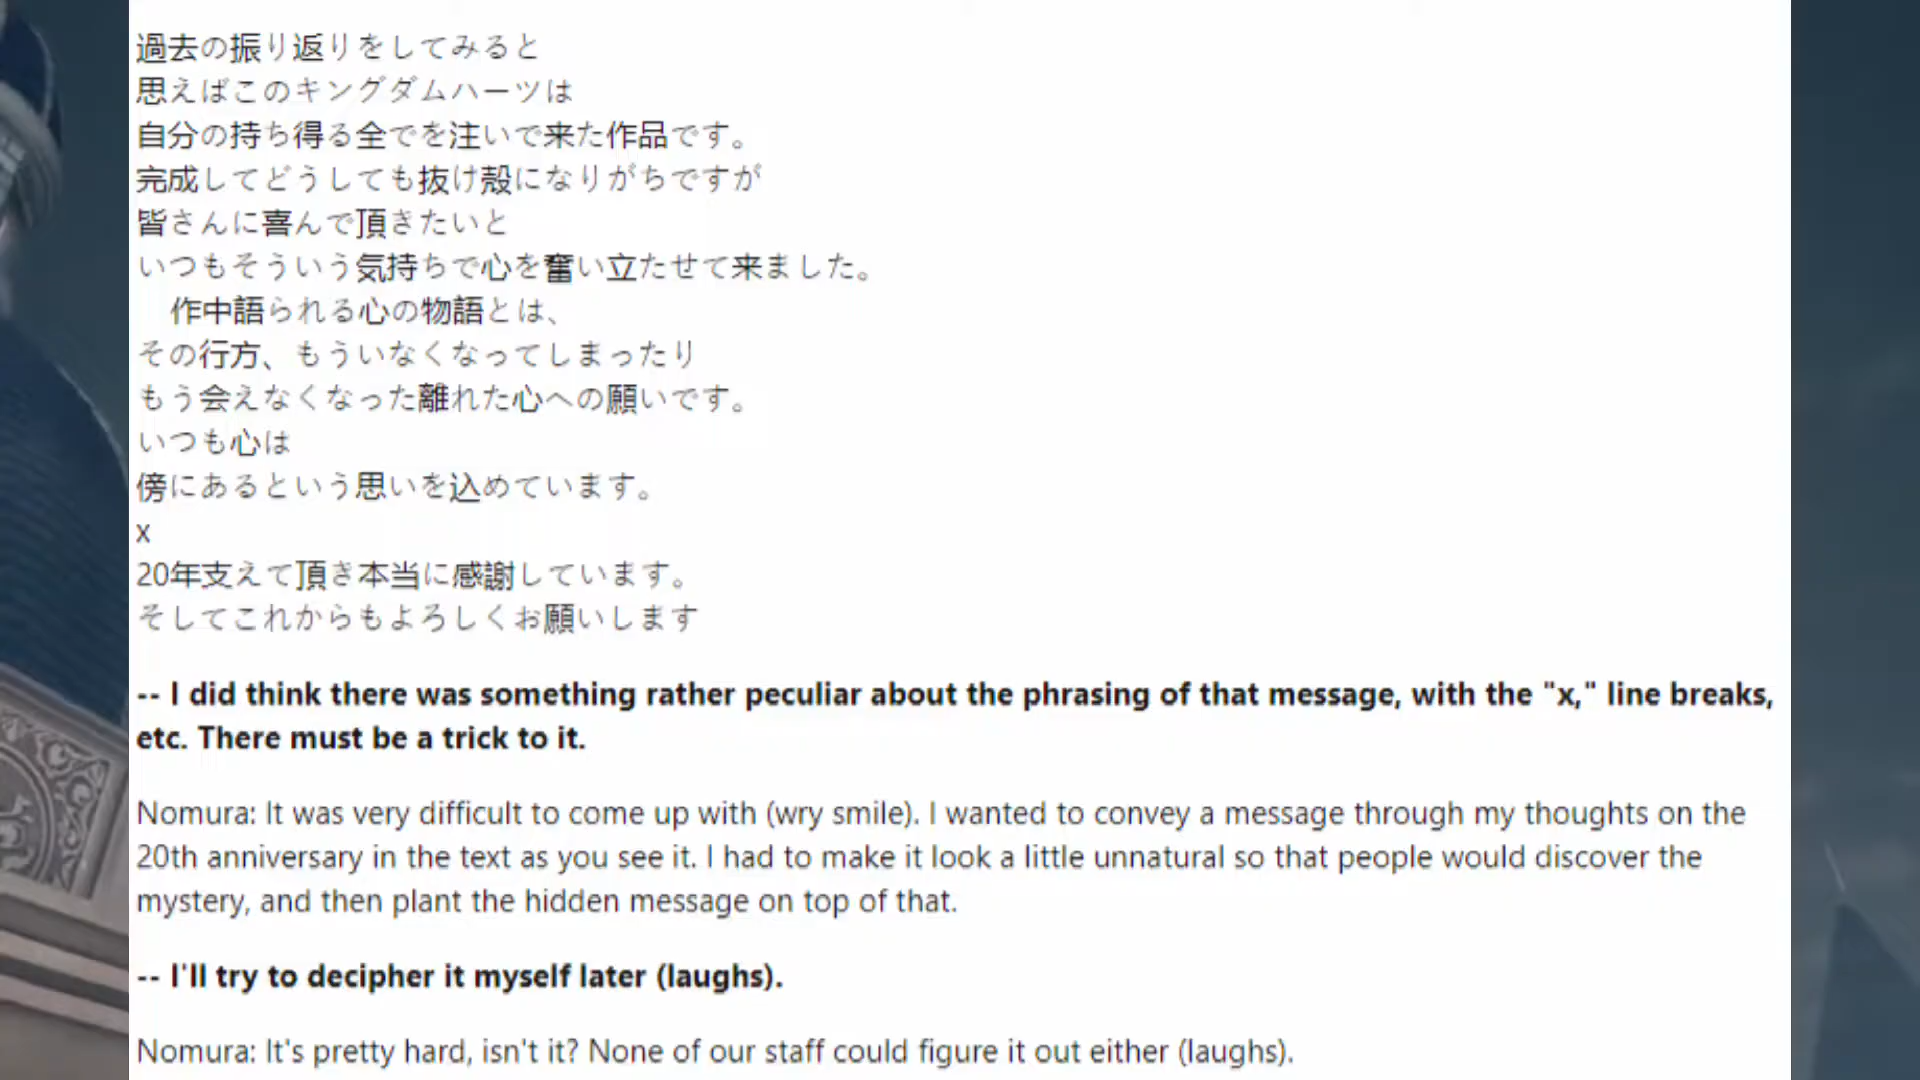 過去の振り返りをしてみると
思えばこのキングダムハーツは
自分の持ち得る全でを注いで来た作品です。
完成してどうしても抜け殻になりがちですが
皆さんに喜んで頂きたいと
いつもそういう気持ちで心を奮い立たせて来ました。
　作中語られる心の物語とは、
その行方、もういなくなってしまったり
もう会えなくなった離れた心への願いです。
いつも心は
傍にあるという思いを込めています。
x
20年支えて頂き本当に感謝しています。
そしてこれからもよろしくお願いします
-- I did think there was something rather peculiar about the phrasing of that message, with the "x," line breaks,
etc. There must be a trick to it.
Nomura: It was very difficult to come up with (wry smile). I wanted to convey a message through my thoughts on the
20th anniversary in the text as you see it. I had to make it look a little unnatural so that people would discover the
mystery, and then plant the hidden message on top of that.
-- I'll try to decipher it myself later (laughs).
Nomura: It's pretty hard, isn't it? None of our staff could figure it out either (laughs).